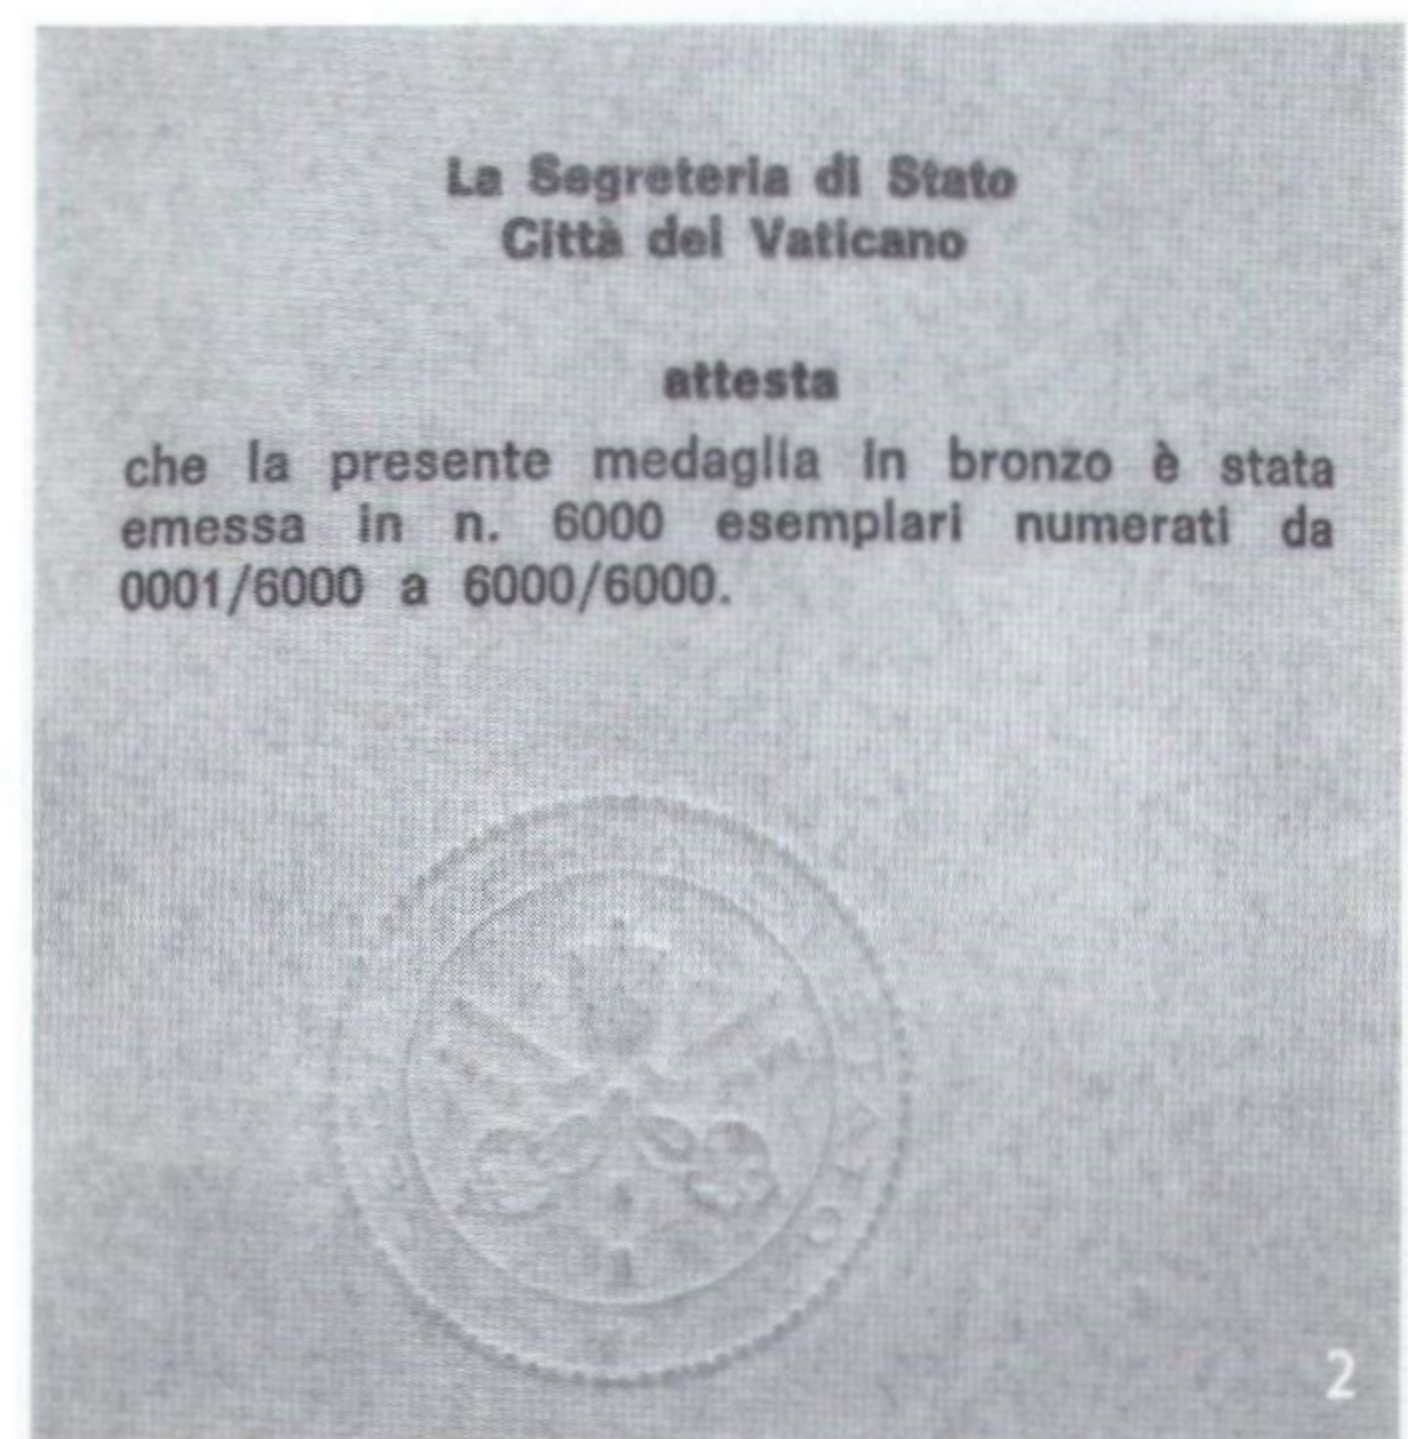 La Segreteria di Stato
Città del Vaticano
attesta
che la presente medaglia in bronzo è stata
emessa in n. 6000 esemplari numerati da
0001/6000 a 6000/6000.
STATO
2